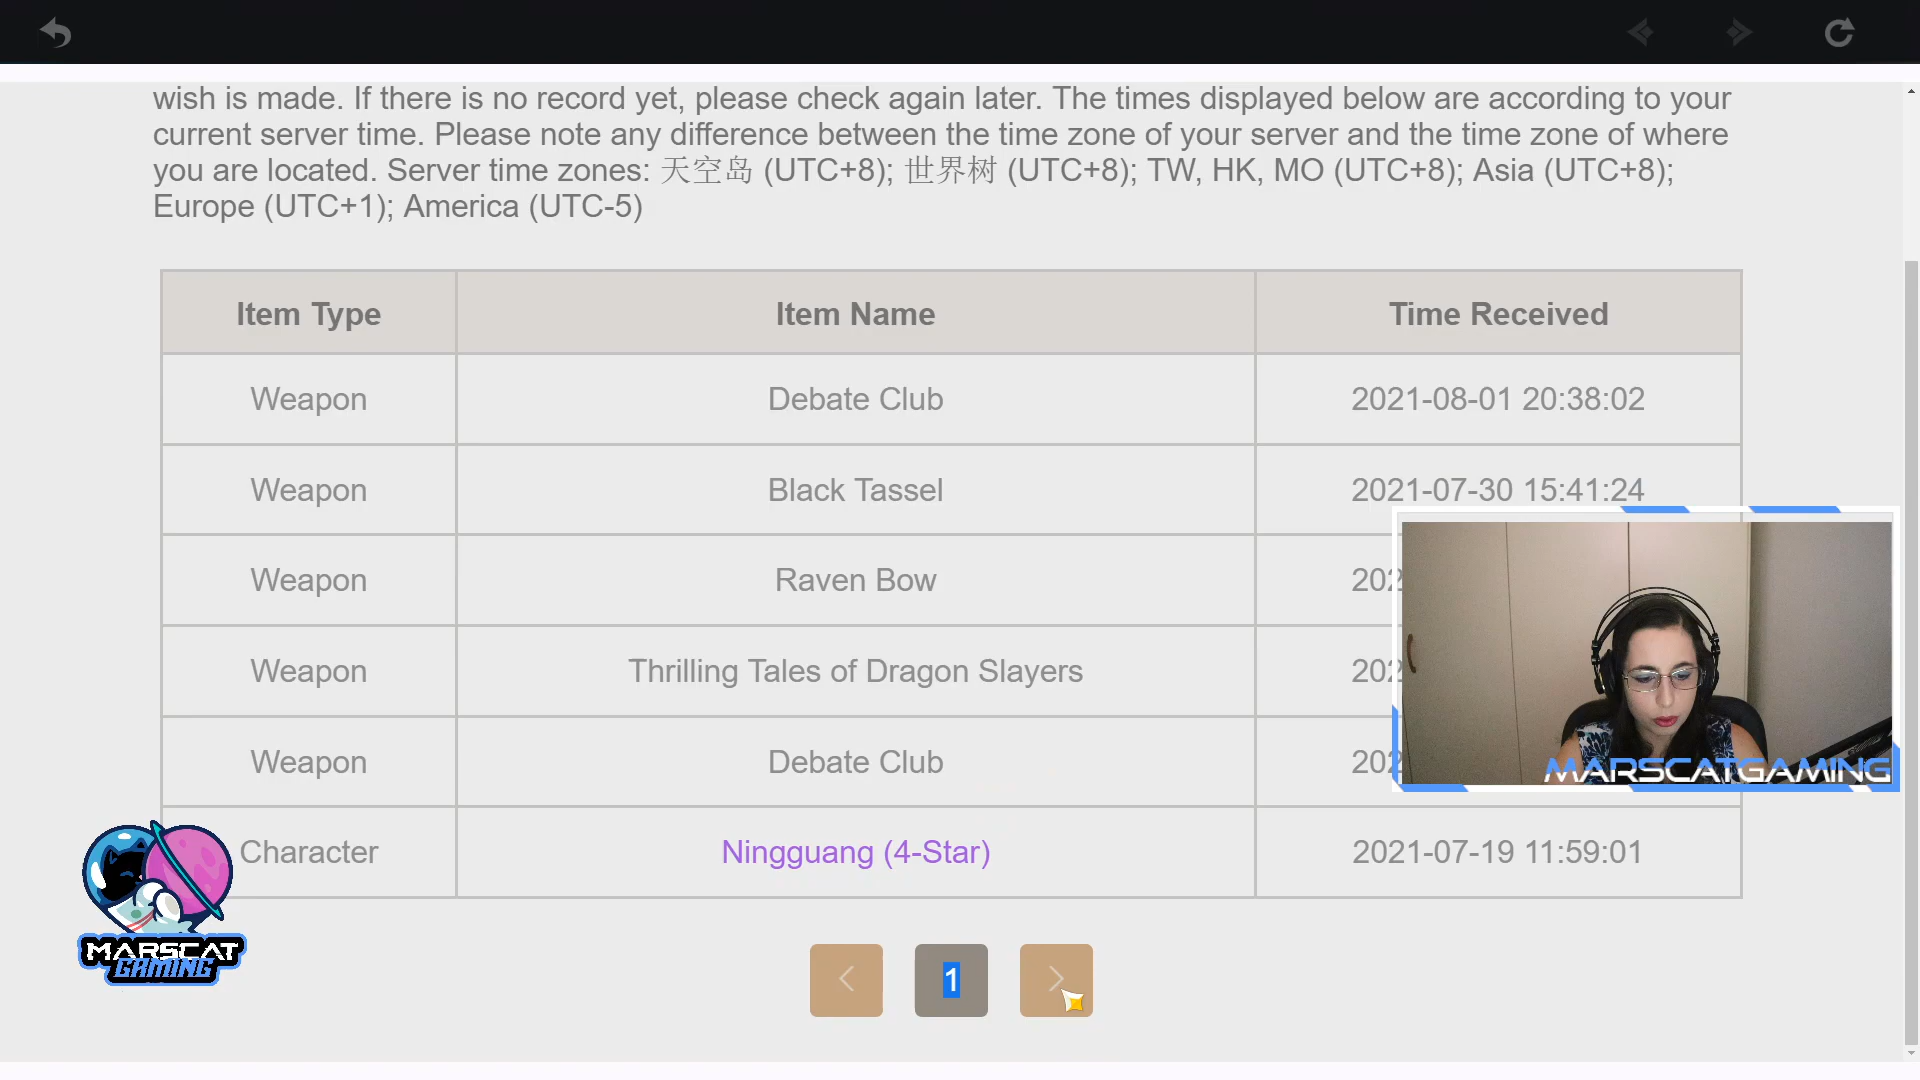 wish is made. If there is no record yet, please check again later. The times displayed below are according to your
current server time. Please note any difference between the time zone of your server and the time zone of where
you are located. Server time zones: 天空岛 (UTC+8); 世界树 (UTC+8); TW, HK, MO (UTC+8); Asia (UTC+8);
Europe (UTC+1); America (UTC-5)
Item Type Item Name Time Received
Weapon Debate Club 2021-08-01 20:38:02
Weapon Black Tassel 2021-07-30 15:41:24
Weapon Raven Bow 202
Weapon Thrilling Tales of Dragon Slayers 202
Weapon Debate Club 202
Character Ningguang (4-Star) 2021-07-19 11:59:01
1
MARSCATGAMING
MARSCAT
GAMING